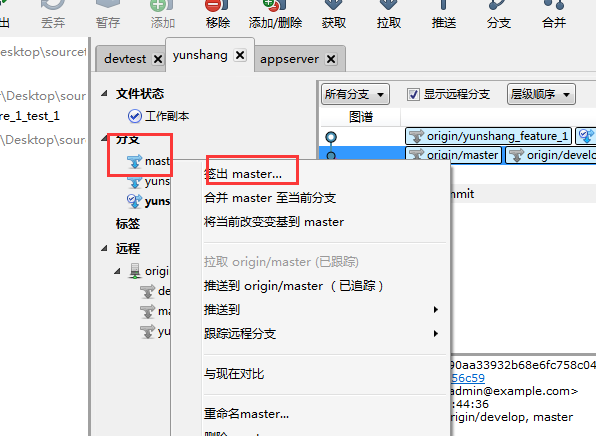 丢弃 暂存 添加 移除 添加/删除 获取 拉取 推送 分支 合并
devtest yunshang appserver
esktop\source
出
/Desktop\sour
re_1_test_1
:/Desktop\so
文件状态
工作副本
分支
mast
yuns
yuns
标签
远程
origi
de
ma
yu
所有分支 显示远程分支 层级顺序
图谱
origin/yunshang_feature_1
origin/master origin/develo
签出 master...
合并 master 至当前分支
将当前改变变基到 master
拉取 origin/master (已跟踪)
推送到 origin/master （已追踪）
推送到
跟踪远程分支
与现在对比
重命名master...
mmit
90aa33932b68e6fc758c04
56c59
admin@example.com>
:44:36
rigin/develop, master